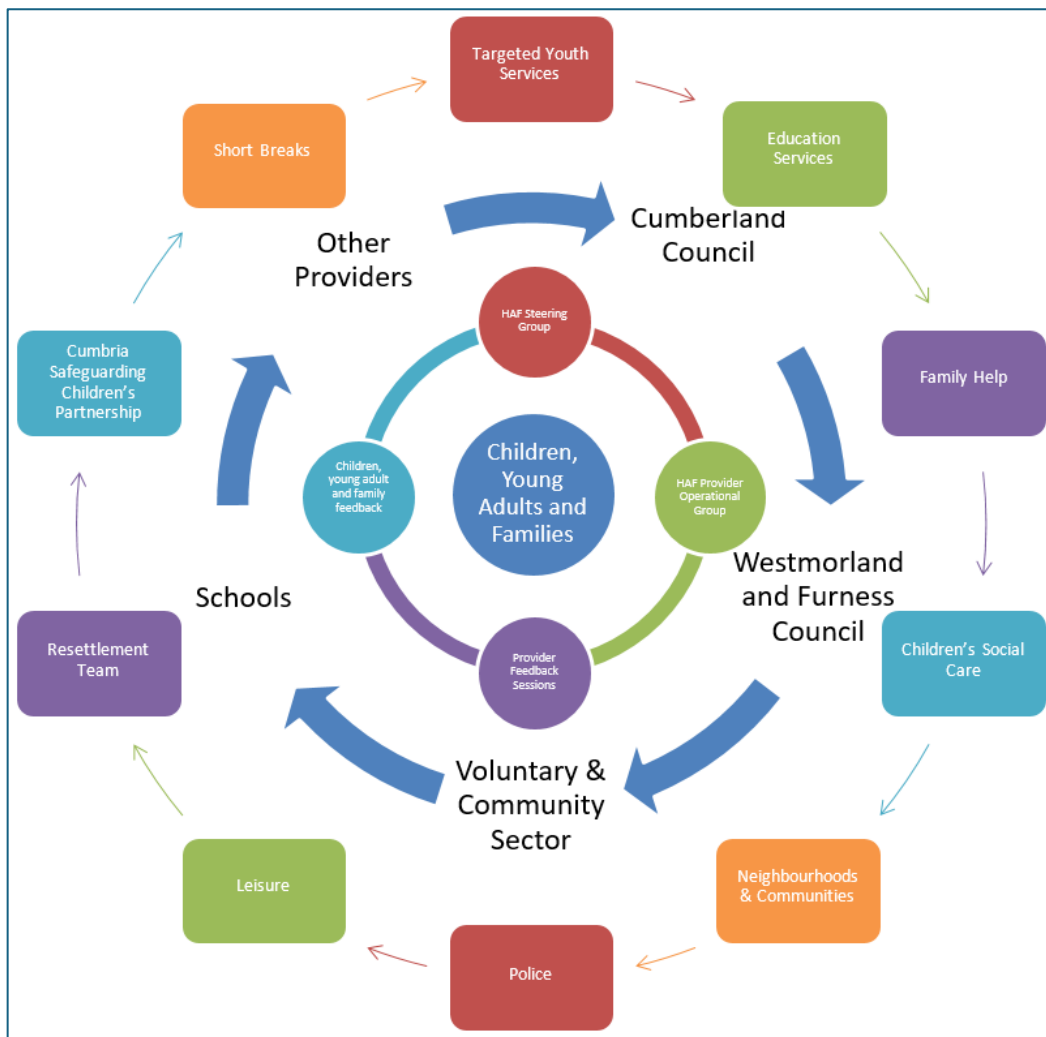 Targeted Youth
Services
Education
Services
Family Help
Children's Social
Care
Neighbourhoods
& Communities
Police
Leisure
Resettlement
Team
Cumbria
Safeguarding
Children's
Partnership
Short Breaks
Cumberland
Council
Westmorland
and Furness
Council
Voluntary &
Community
Sector
Schools
Other
Providers
HAF Steering
Group
HAF Provider
Operational
Group
Provider
Feedback
Sessions
Children,
young adult
and family
feedback
Children,
Young
Adults and
Families